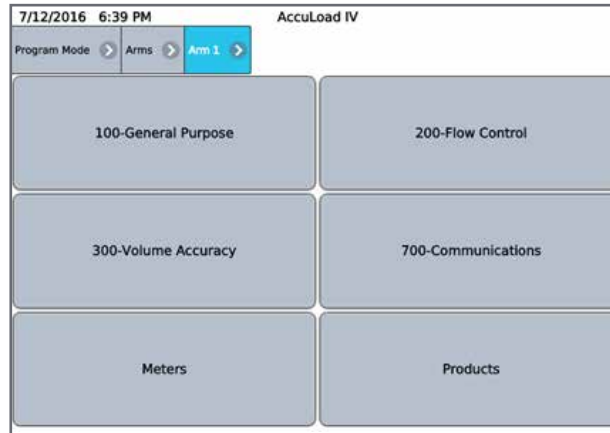 7/12/2016 6:39 PM AccuLoad IV
Program Mode Arms Arm 1
100-General Purpose 200-Flow Control
300-Volume Accuracy 700-Communications
Meters Products